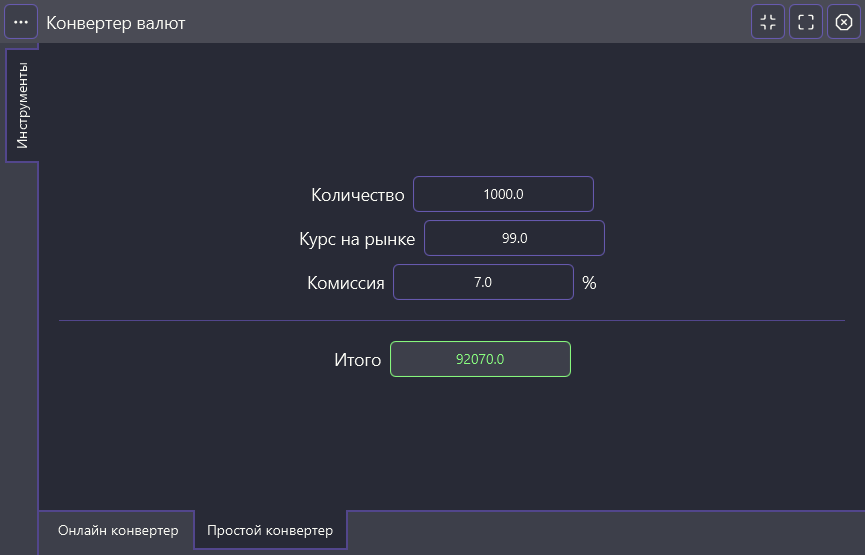 Конвертер валют
Инструменты
Количество 1000.0
Курс на рынке 99.0
Комиссия 7.0 %
Итого 92070.0
Онлайн конвертер Простой конвертер